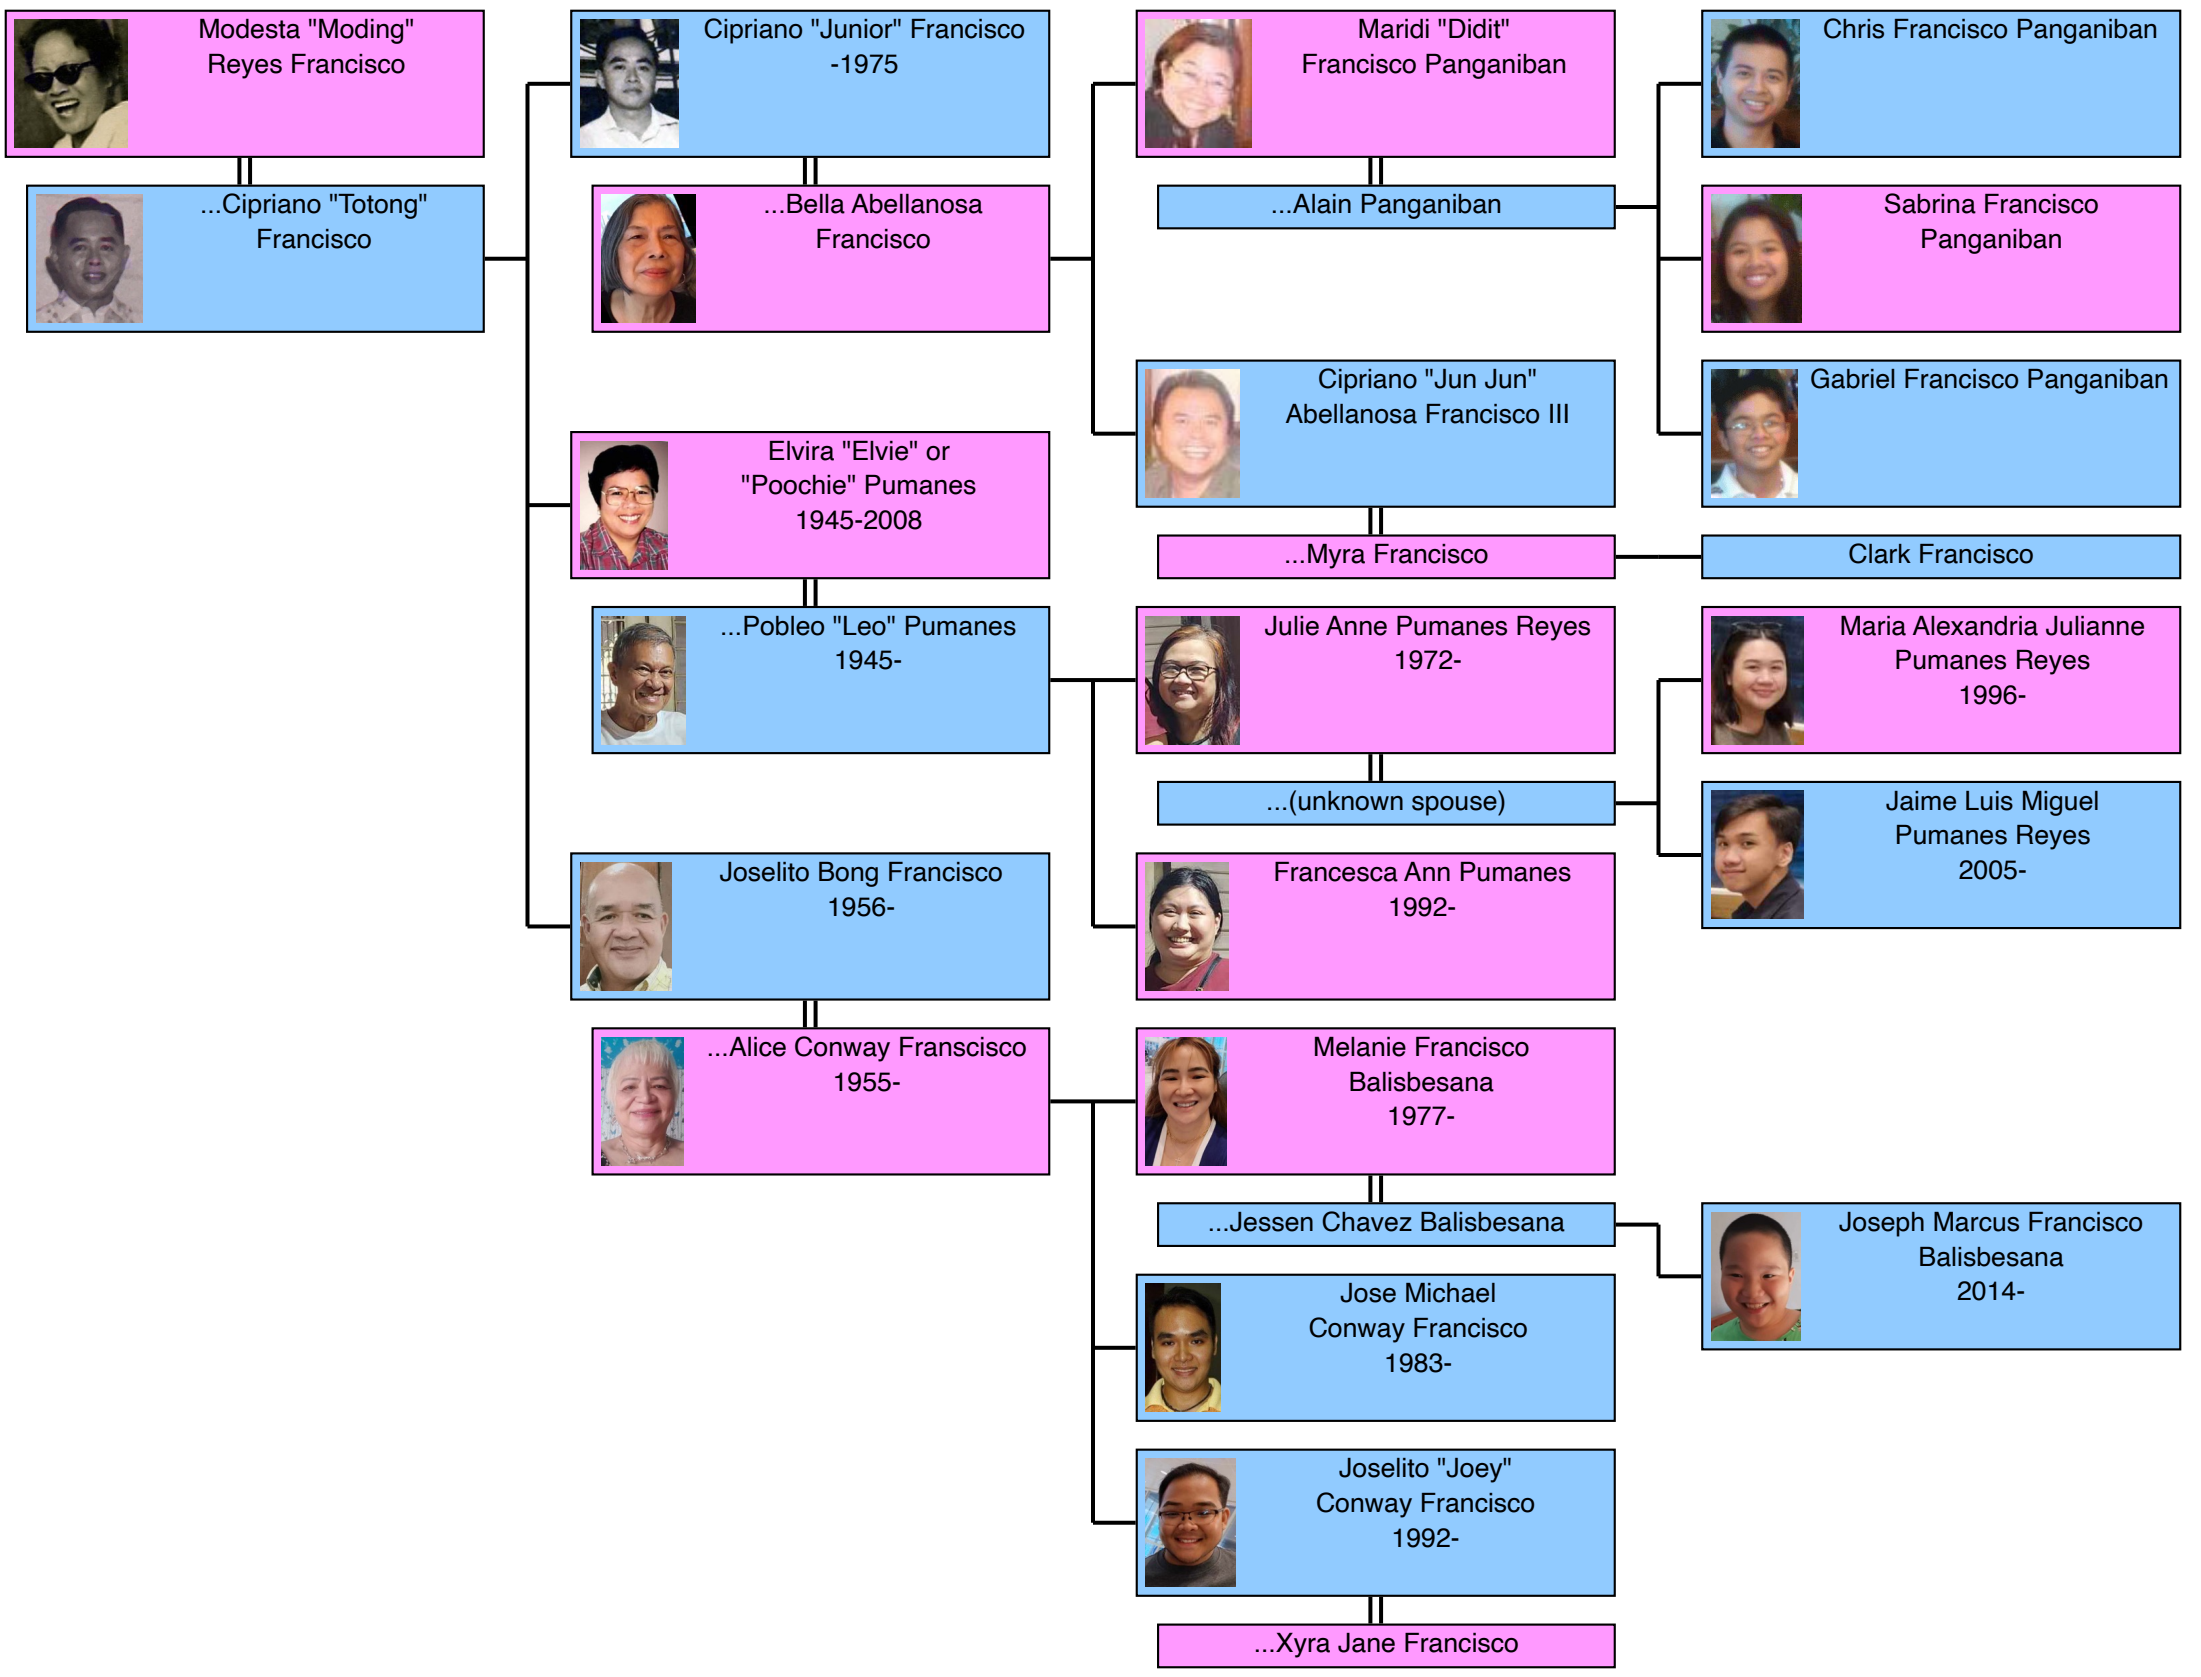 Modesta "Moding"
Reyes Francisco
...Cipriano "Totong"
Francisco
Cipriano "Junior" Francisco
-1975
...Bella Abellanosa
Francisco
Elvira "Elvie" or
"Poochie" Pumanes
1945-2008
...Pobleo "Leo" Pumanes
1945-
Joselito Bong Francisco
1956-
...Alice Conway Franscisco
1955-
Maridi "Didit"
Francisco Panganiban
...Alain Panganiban
Cipriano "Jun Jun"
Abellanosa Francisco III
...Myra Francisco
Julie Anne Pumanes Reyes
1972-
...(unknown spouse)
Francesca Ann Pumanes
1992-
Melanie Francisco
Balisbesana
1977-
...Jessen Chavez Balisbesana
Jose Michael
Conway Francisco
1983-
Joselito "Joey"
Conway Francisco
1992-
...Xyra Jane Francisco
Chris Francisco Panganiban
Sabrina Francisco
Panganiban
Gabriel Francisco Panganiban
Clark Francisco
Maria Alexandria Julianne
Pumanes Reyes
1996-
Jaime Luis Miguel
Pumanes Reyes
2005-
Joseph Marcus Francisco
Balisbesana
2014-